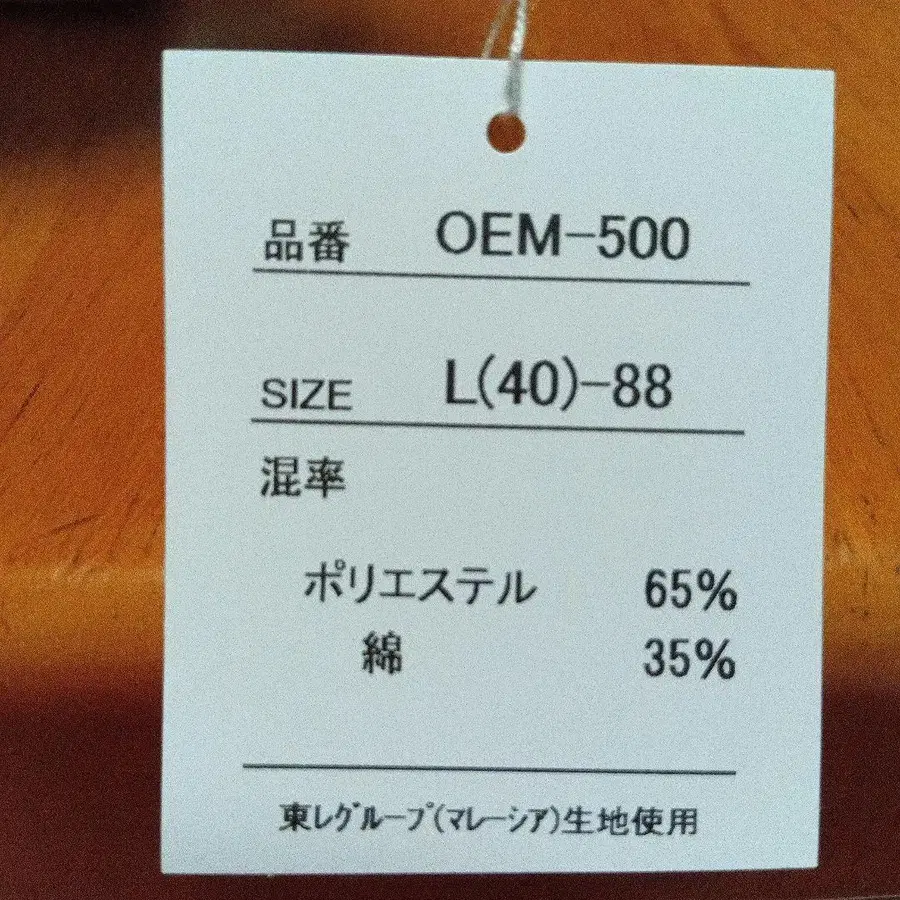 品番 OEM-500
SIZE L(40)-88
混率
ポリエステル 65%
綿 35%
東レグループ(マレーシア)生地使用